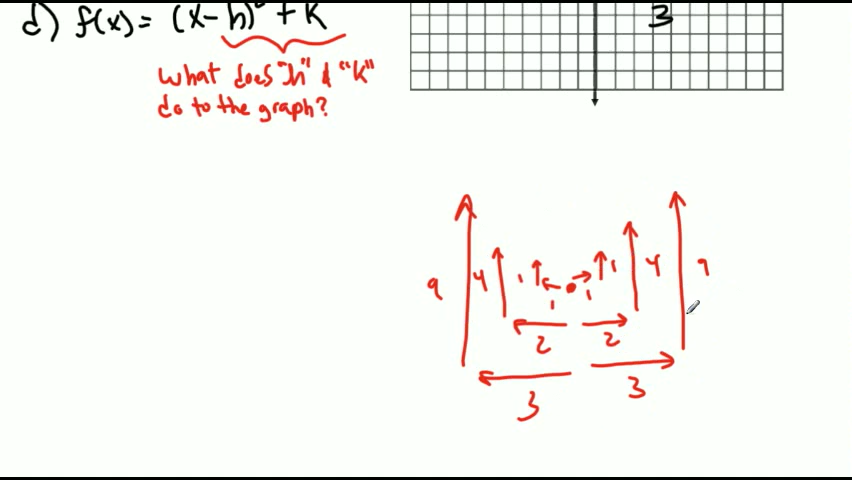 d) f(x) = (x-h)² + K
What does "h" & "K"
do to the graph?
3
9 4 1 1 4 9
1 1
2 2
3 3